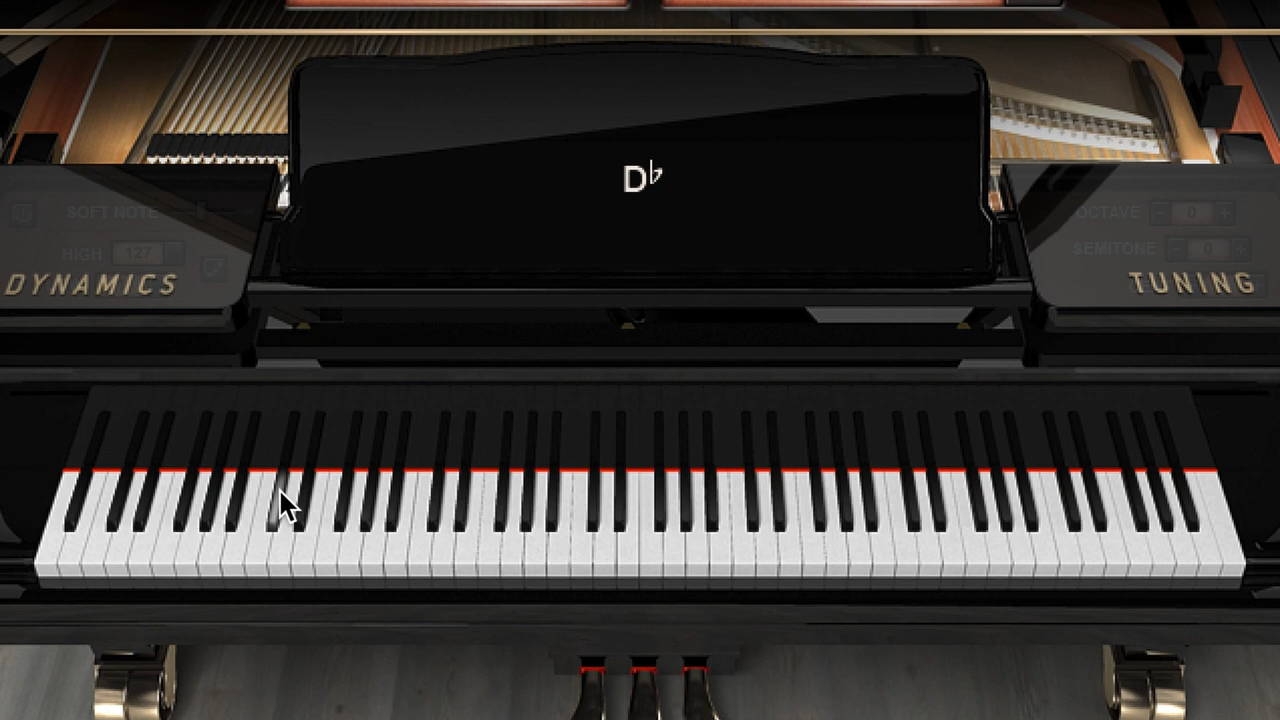 D♭
SOFT NOTE
HIGH 127
DYNAMICS
OCTAVE - 0 +
SEMITONE - 0 +
TUNING